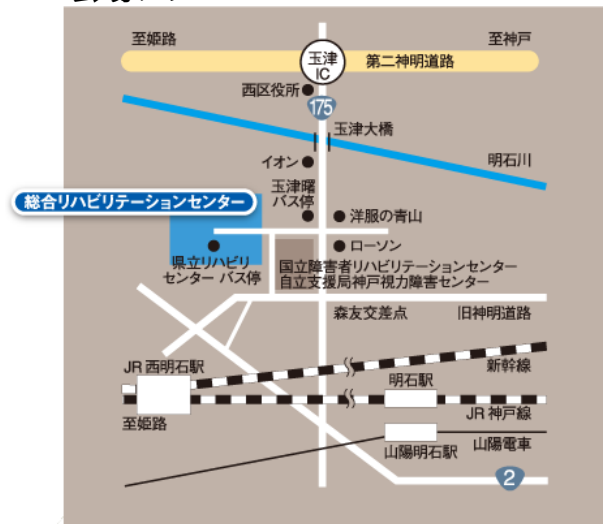 至姫路
至神戸
玉津
IC
第二神明道路
西区役所
175
玉津大橋
イオン
明石川
玉津曙
バス停
総合リハビリテーションセンター
洋服の青山
ローソン
県立リハビリ
センター バス停
国立障害者リハビリテーションセンター
自立支援局神戸視力障害センター
森友交差点
旧神明道路
JR 西明石駅
新幹線
明石駅
至姫路
JR 神戸線
山陽明石駅
山陽電車
2